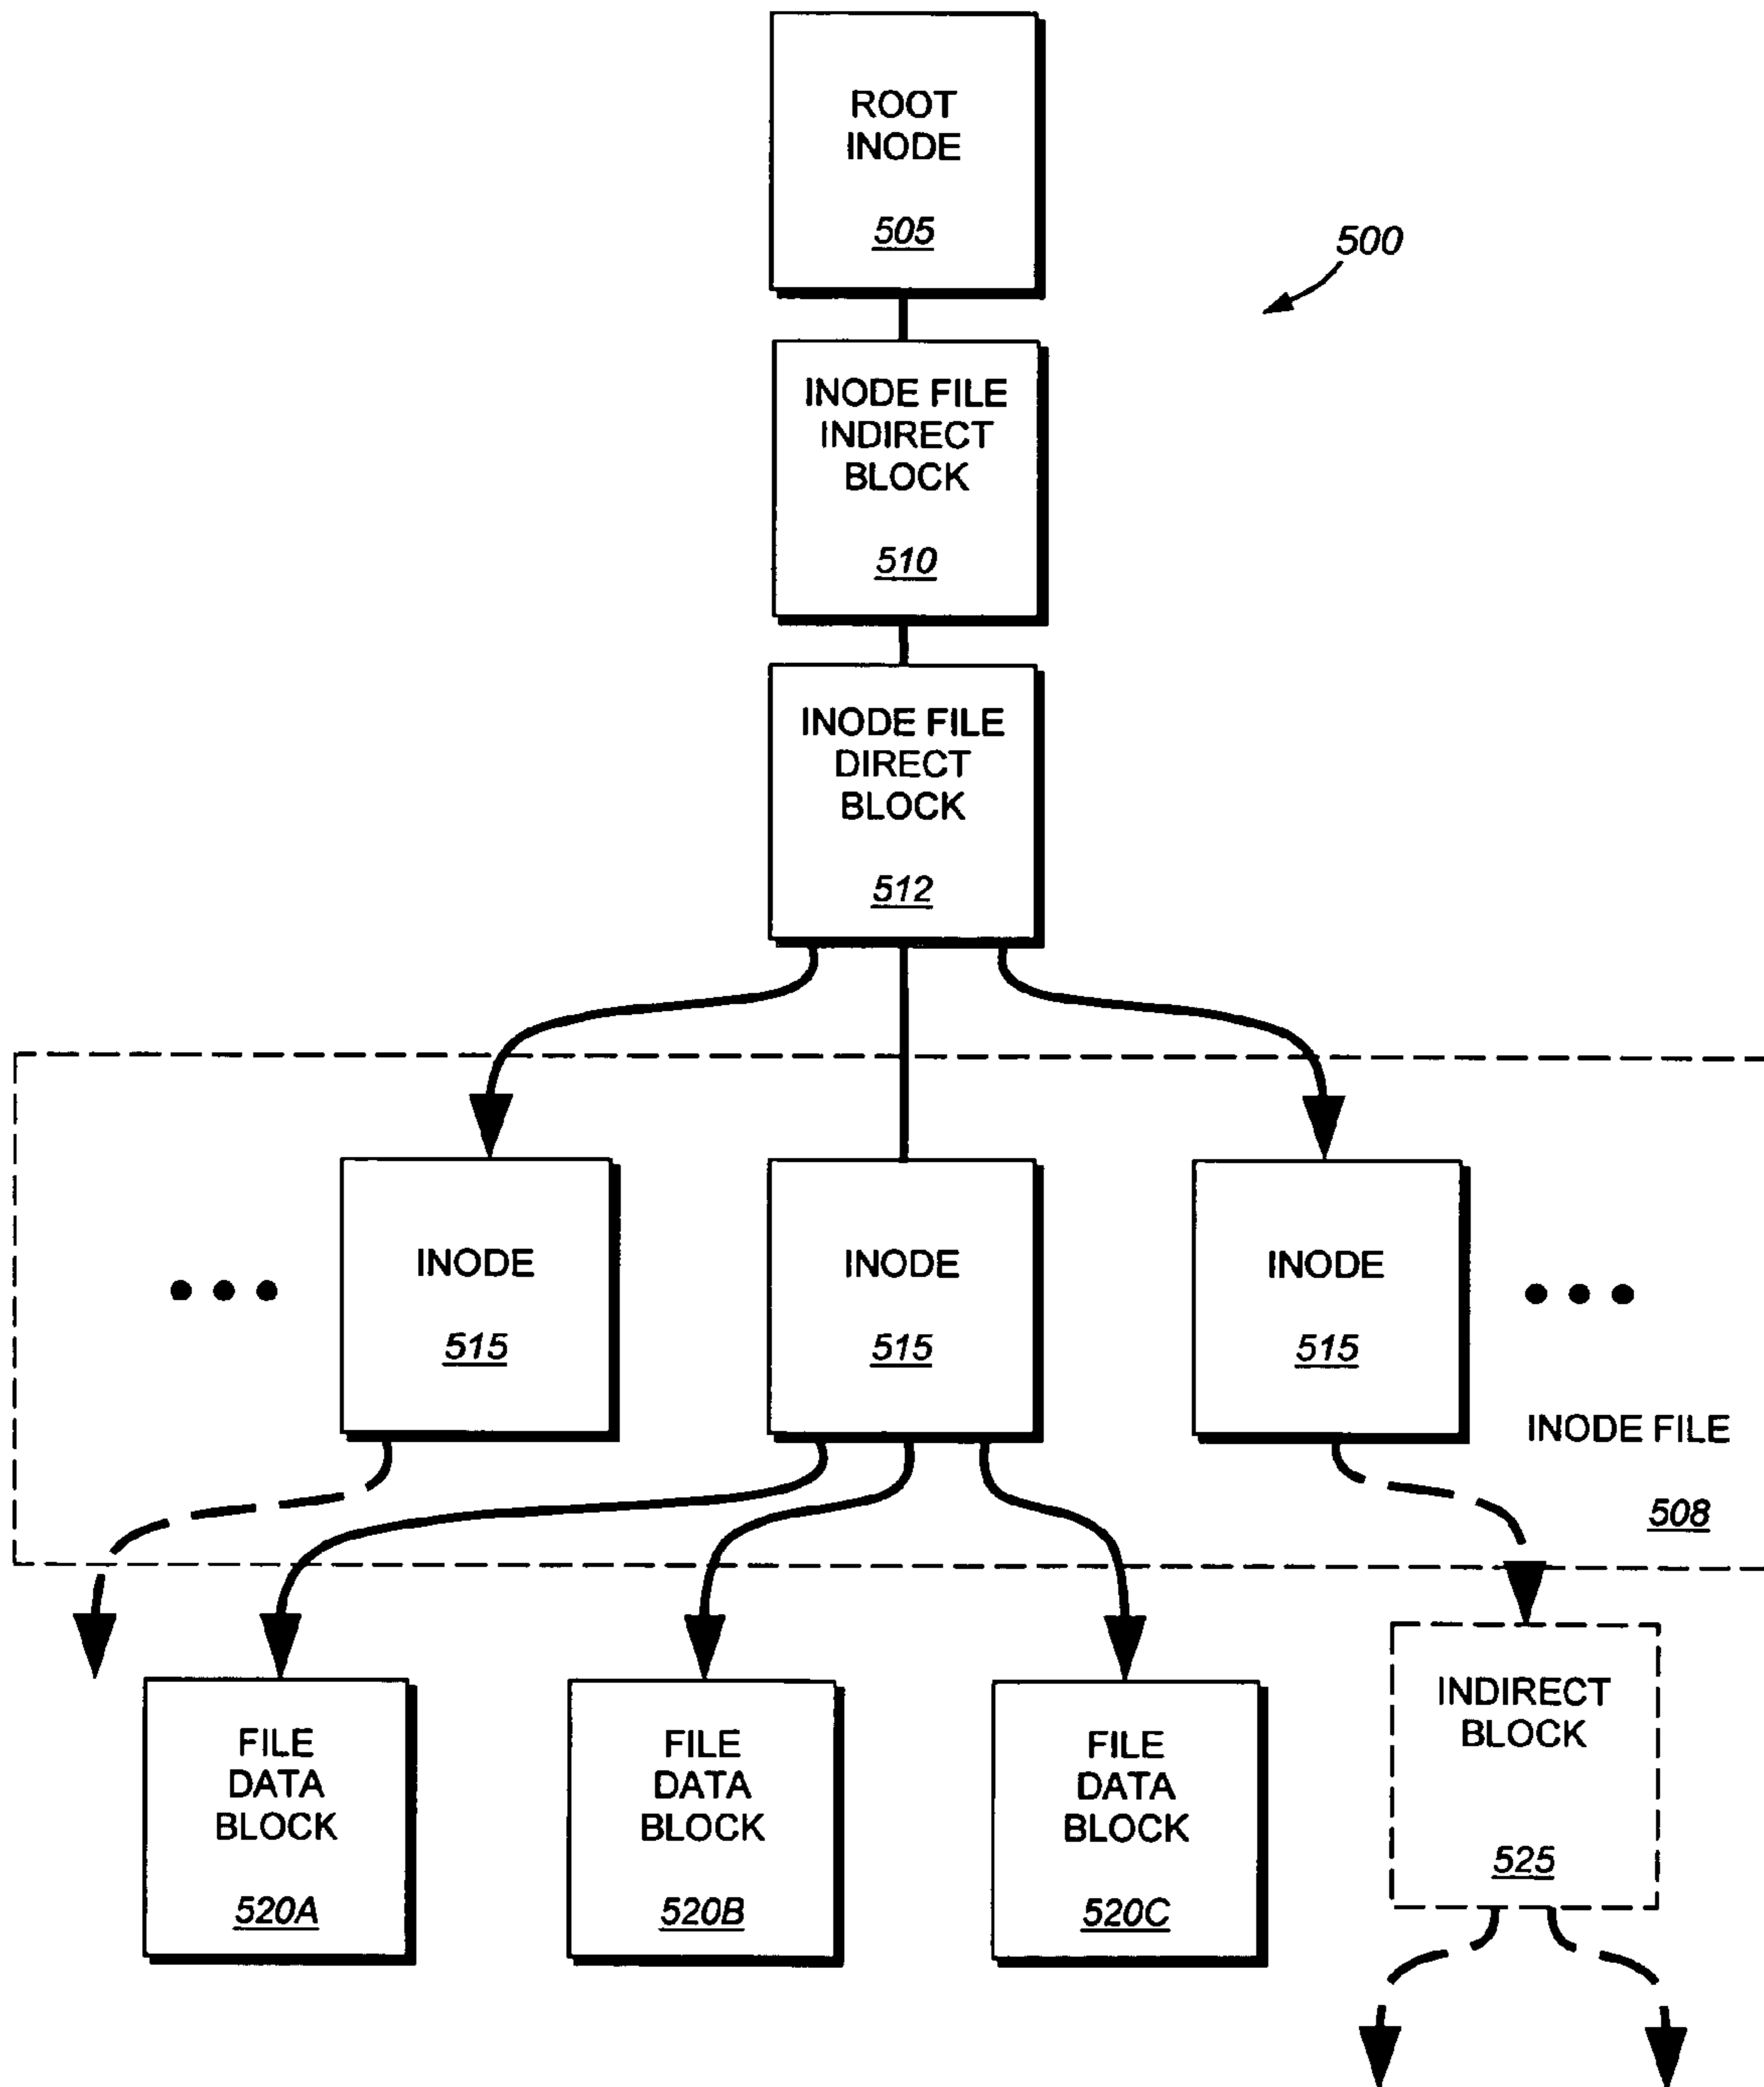 ROOT
INODE
505
500
INODE FILE
INDIRECT
BLOCK
510
INODE FILE
DIRECT
BLOCK
512
INODE
515
INODE
515
INODE
515
INODE FILE
508
FILE
DATA
BLOCK
520A
FILE
DATA
BLOCK
520B
FILE
DATA
BLOCK
520C
INDIRECT
BLOCK
525